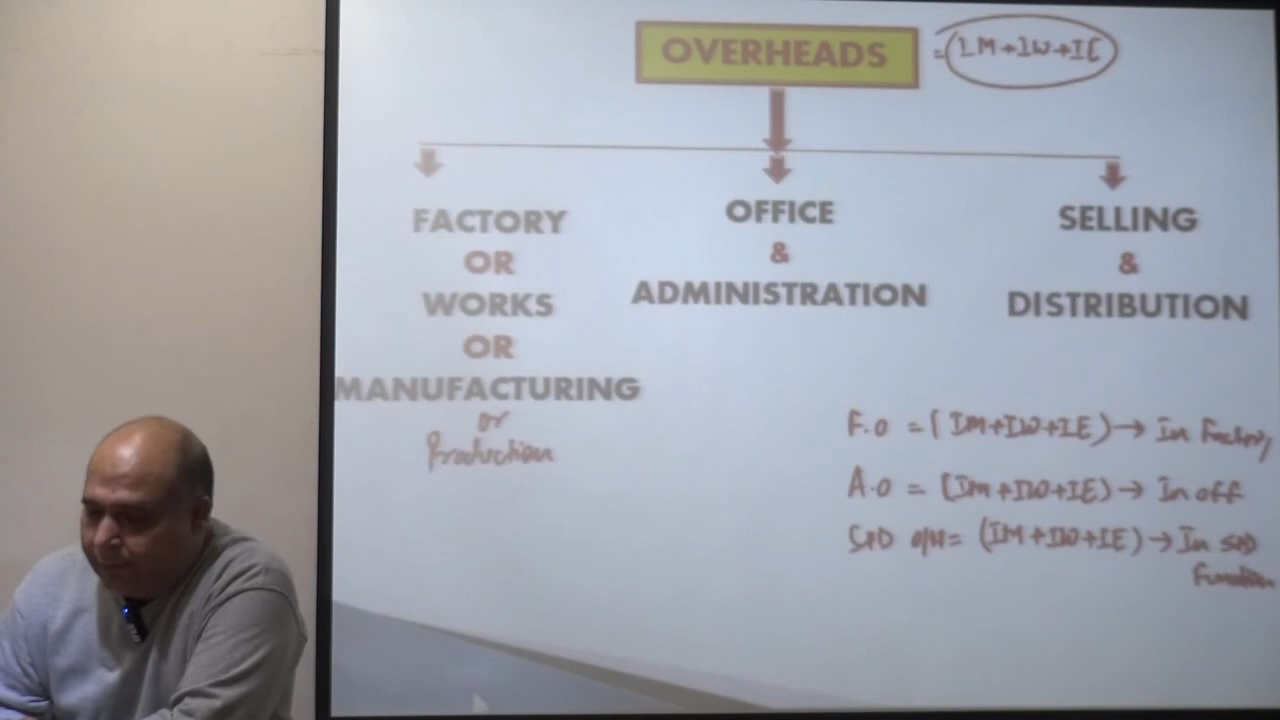 OVERHEADS = IM+IW+IE
FACTORY
OR
WORKS
OR
MANUFACTURING
or
Production
OFFICE
&
ADMINISTRATION
SELLING
&
DISTRIBUTION
F.O = (IM+IW+IE) → in Factory
A.O = (IM+IW+IE) → in off
S&D O/H = (IM+IW+IE) → In S&D
Function